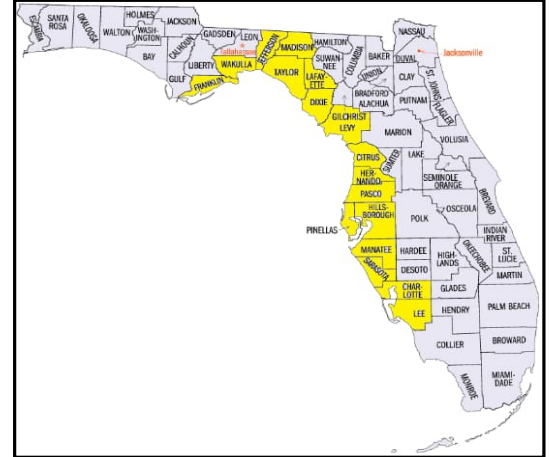 ESCAMBIA
SANTA
ROSA
OKALOOSA
WALTON
HOLMES
WASH-
INGTON
JACKSON
BAY
CALHOUN
GULF
GADSDEN
LIBERTY
FRANKLIN
LEON
Tallahassee
WAKULLA
JEFFERSON
MADISON
TAYLOR
HAMILTON
SUWAN-
NEE
LAFAY-
ETTE
DIXIE
COLUMBIA
BAKER
UNION
BRADFORD
ALACHUA
GILCHRIST
LEVY
NASSAU
DUVAL
Jacksonville
CLAY
ST. JOHNS
PUTNAM
FLAGLER
MARION
VOLUSIA
CITRUS
SUMTER
LAKE
HER-
NANDO
SEMINOLE
ORANGE
BREVARD
PASCO
HILLS-
BOROUGH
PINELLAS
POLK
OSCEOLA
INDIAN
RIVER
MANATEE
HARDEE
HIGH-
LANDS
OKEECHOBEE
ST.
LUCIE
SARASOTA
DESOTO
MARTIN
CHAR-
LOTTE
GLADES
LEE
HENDRY
PALM BEACH
COLLIER
BROWARD
MONROE
MIAMI-
DADE